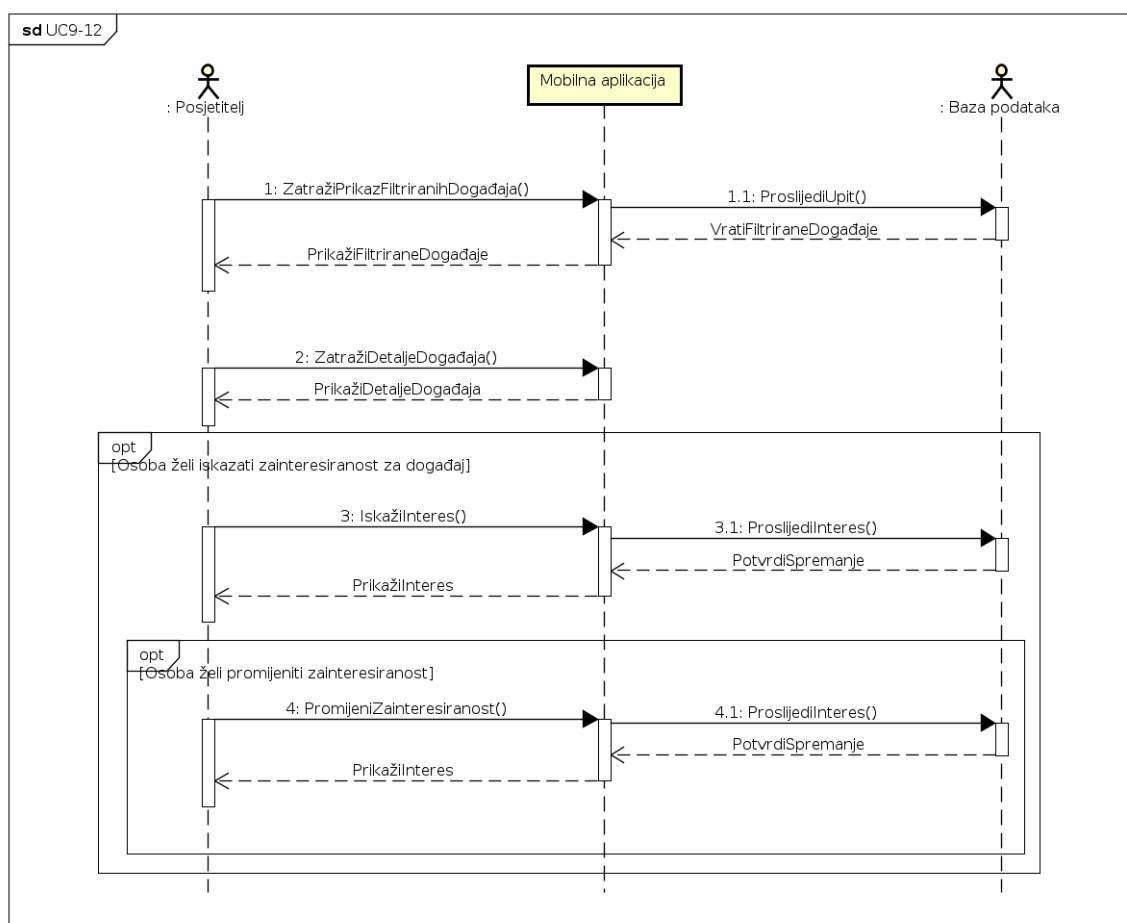 sd UC9-12
: Posjetitelj
Mobilna aplikacija
: Baza podataka
1: ZatražiPrikazFiltriranihDogađaja()
1.1: ProslijediUpit()
VratiFiltriraneDogađaje
PrikažiFiltriraneDogađaje
2: ZatražiDetaljeDogađaja()
PrikažiDetaljeDogađaja
opt
[Osoba želi iskazati zainteresiranost za događaj]
3: IskažiInteres()
3.1: ProslijediInteres()
PotvrdiSpremanje
PrikažiInteres
opt
[Osoba želi promijeniti zainteresiranost]
4: PromijeniZainteresiranost()
4.1: ProslijediInteres()
PotvrdiSpremanje
PrikažiInteres